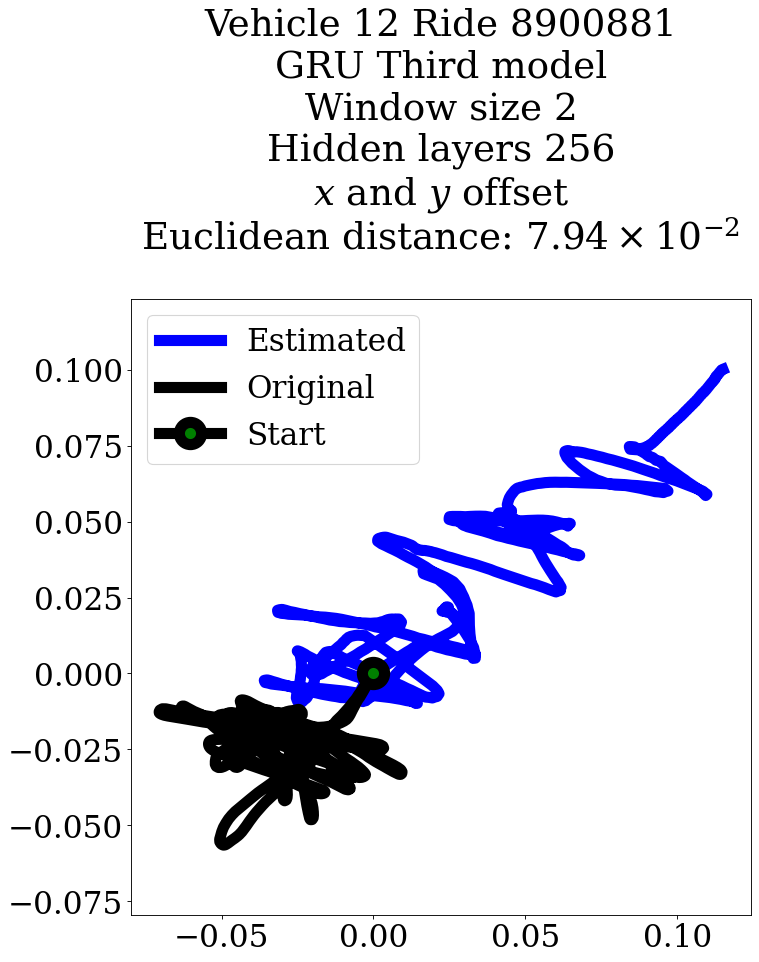 Vehicle 12 Ride 8900881
GRU Third model
Window size 2
Hidden layers 256
x and y offset
Euclidean distance: 7.94 × 10⁻²
Estimated
Original
Start
0.100
0.075
0.050
0.025
0.000
−0.025
−0.050
−0.075
−0.05 0.00 0.05 0.10